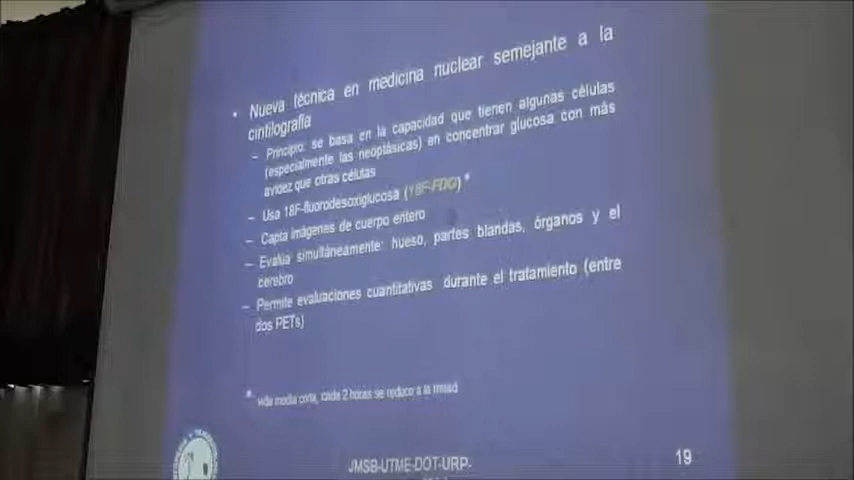 • Nueva técnica en medicina nuclear semejante a la
cintilografía
– Principio: se basa en la capacidad que tienen algunas células
(especialmente las neoplásicas) en concentrar glucosa con más
avidez que otras células
– Usa 18F-fluorodesoxiglucosa (18F-FDG)*
– Capta imágenes de cuerpo entero
– Evalúa simultáneamente: hueso, partes blandas, órganos y el
cerebro
– Permite evaluaciones cuantitativas durante el tratamiento (entre
dos PETs)
* vida media corta, cada 2 horas se reduce a la mitad
JMSB-UTME-DOT-URP-
19